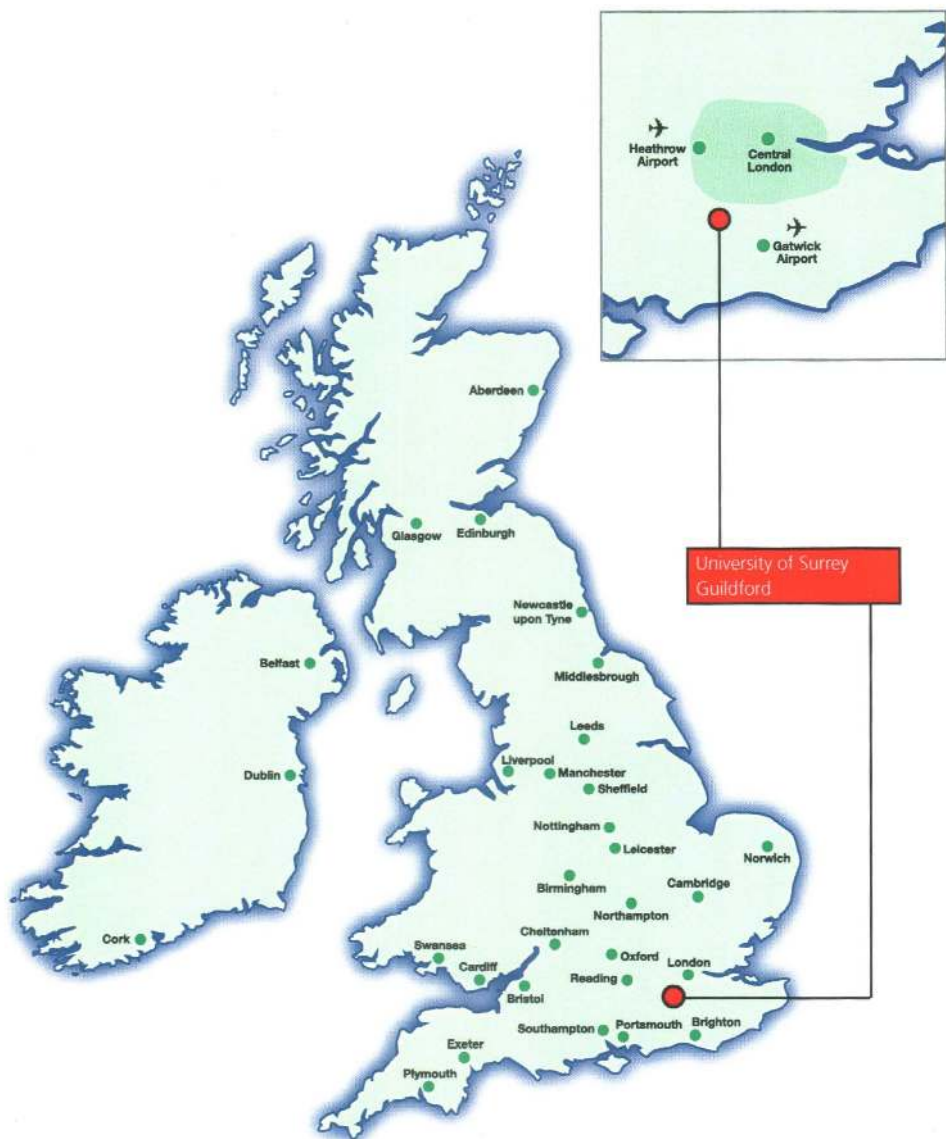 Heathrow
Airport
Central
London
Gatwick
Airport
Aberdeen
Glasgow
Edinburgh
University of Surrey
Guildford
Newcastle
upon Tyne
Belfast
Middlesbrough
Leeds
Liverpool
Manchester
Dublin
Sheffield
Nottingham
Leicester
Norwich
Birmingham
Cambridge
Northampton
Cork
Cheltenham
Swansea
Oxford
London
Cardiff
Reading
Bristol
Southampton
Portsmouth
Brighton
Exeter
Plymouth